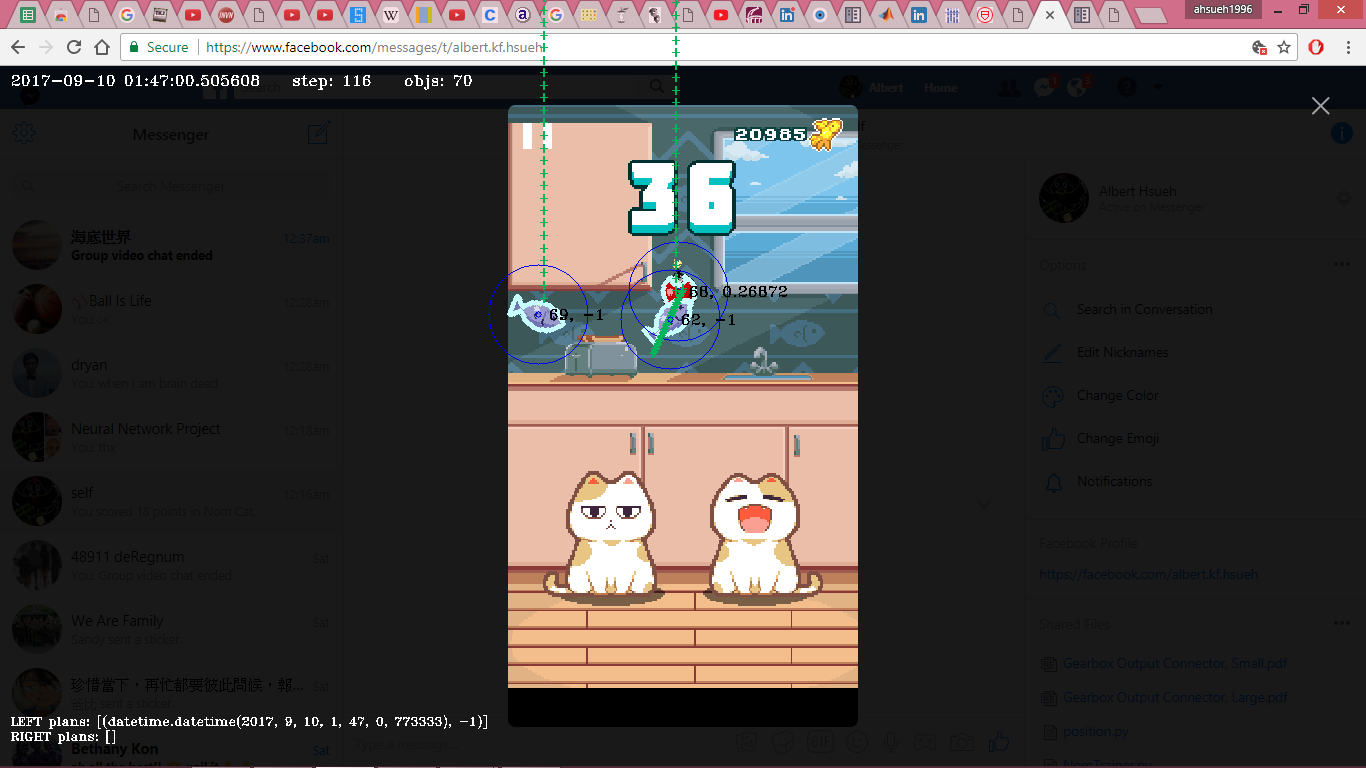 ahsueh1996
Secure
https://www.facebook.com/messages/t/albert.kf.hsueh
2017-09-10 01:47:00.505608 step: 116 objs: 70
Albert Home
Messenger
Search Messenger
海底世界 12:37am
Group video chat ended
Ball Is Life 12:28am
dryan 12:28am
You: when I am brain dead
Neural Network Project 12:18am
You: thx
self 12:16am
You scored 18 points in Nom Cat.
48911 deRegnum Sat
You: Group video chat ended
We Are Family Sat
Sandy sent a sticker.
珍惜當下，再忙都要彼此問候，報... Sat
LEFT plans: [(datetime.datetime(2017, 9, 10, 1, 47, 0, 773333), -1)]
RIGHT plans: []
Bethany Kon Sat
20985
36
68, 0.26872
69, -1
62, -1
Type a message...
GIF
Albert Hsueh
Active on Messenger
Options
Search in Conversation
Edit Nicknames
Change Color
Change Emoji
Notifications
Facebook Profile
https://facebook.com/albert.kf.hsueh
Shared Files
Gearbox Output Connector, Small.pdf
Gearbox Output Connector, Large.pdf
position.py
NomTrainer.py